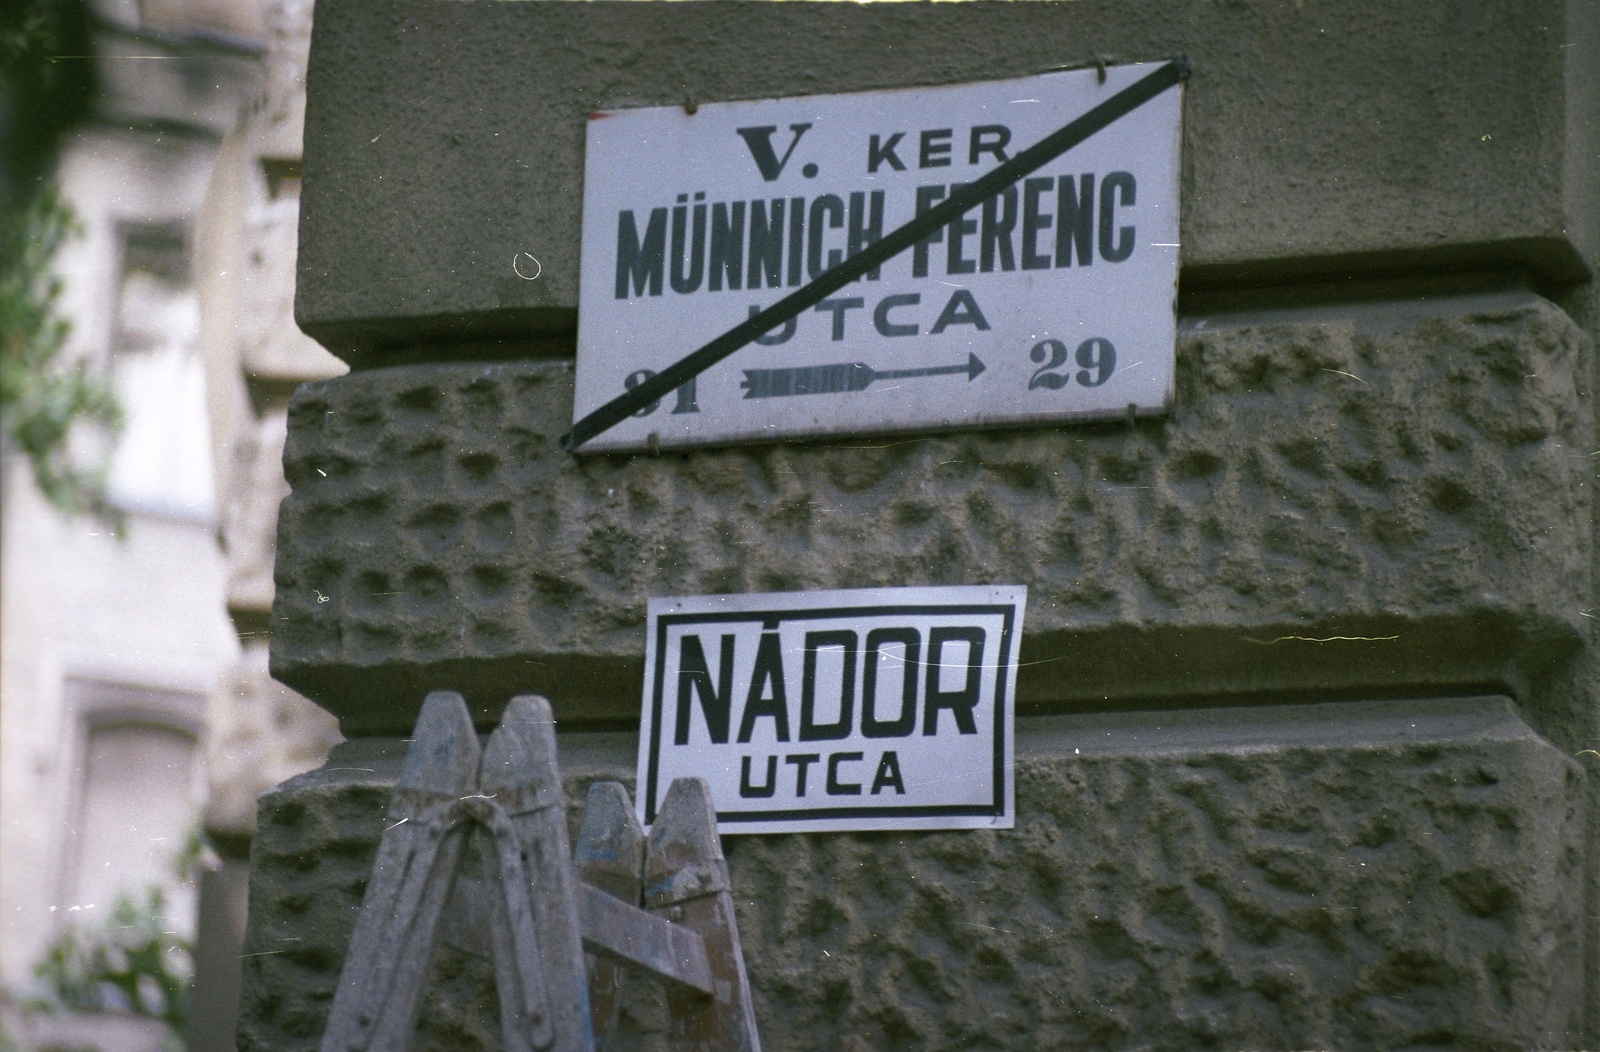 V. KER.
MÜNNICH FERENC
UTCA
31 29
NÁDOR
UTCA